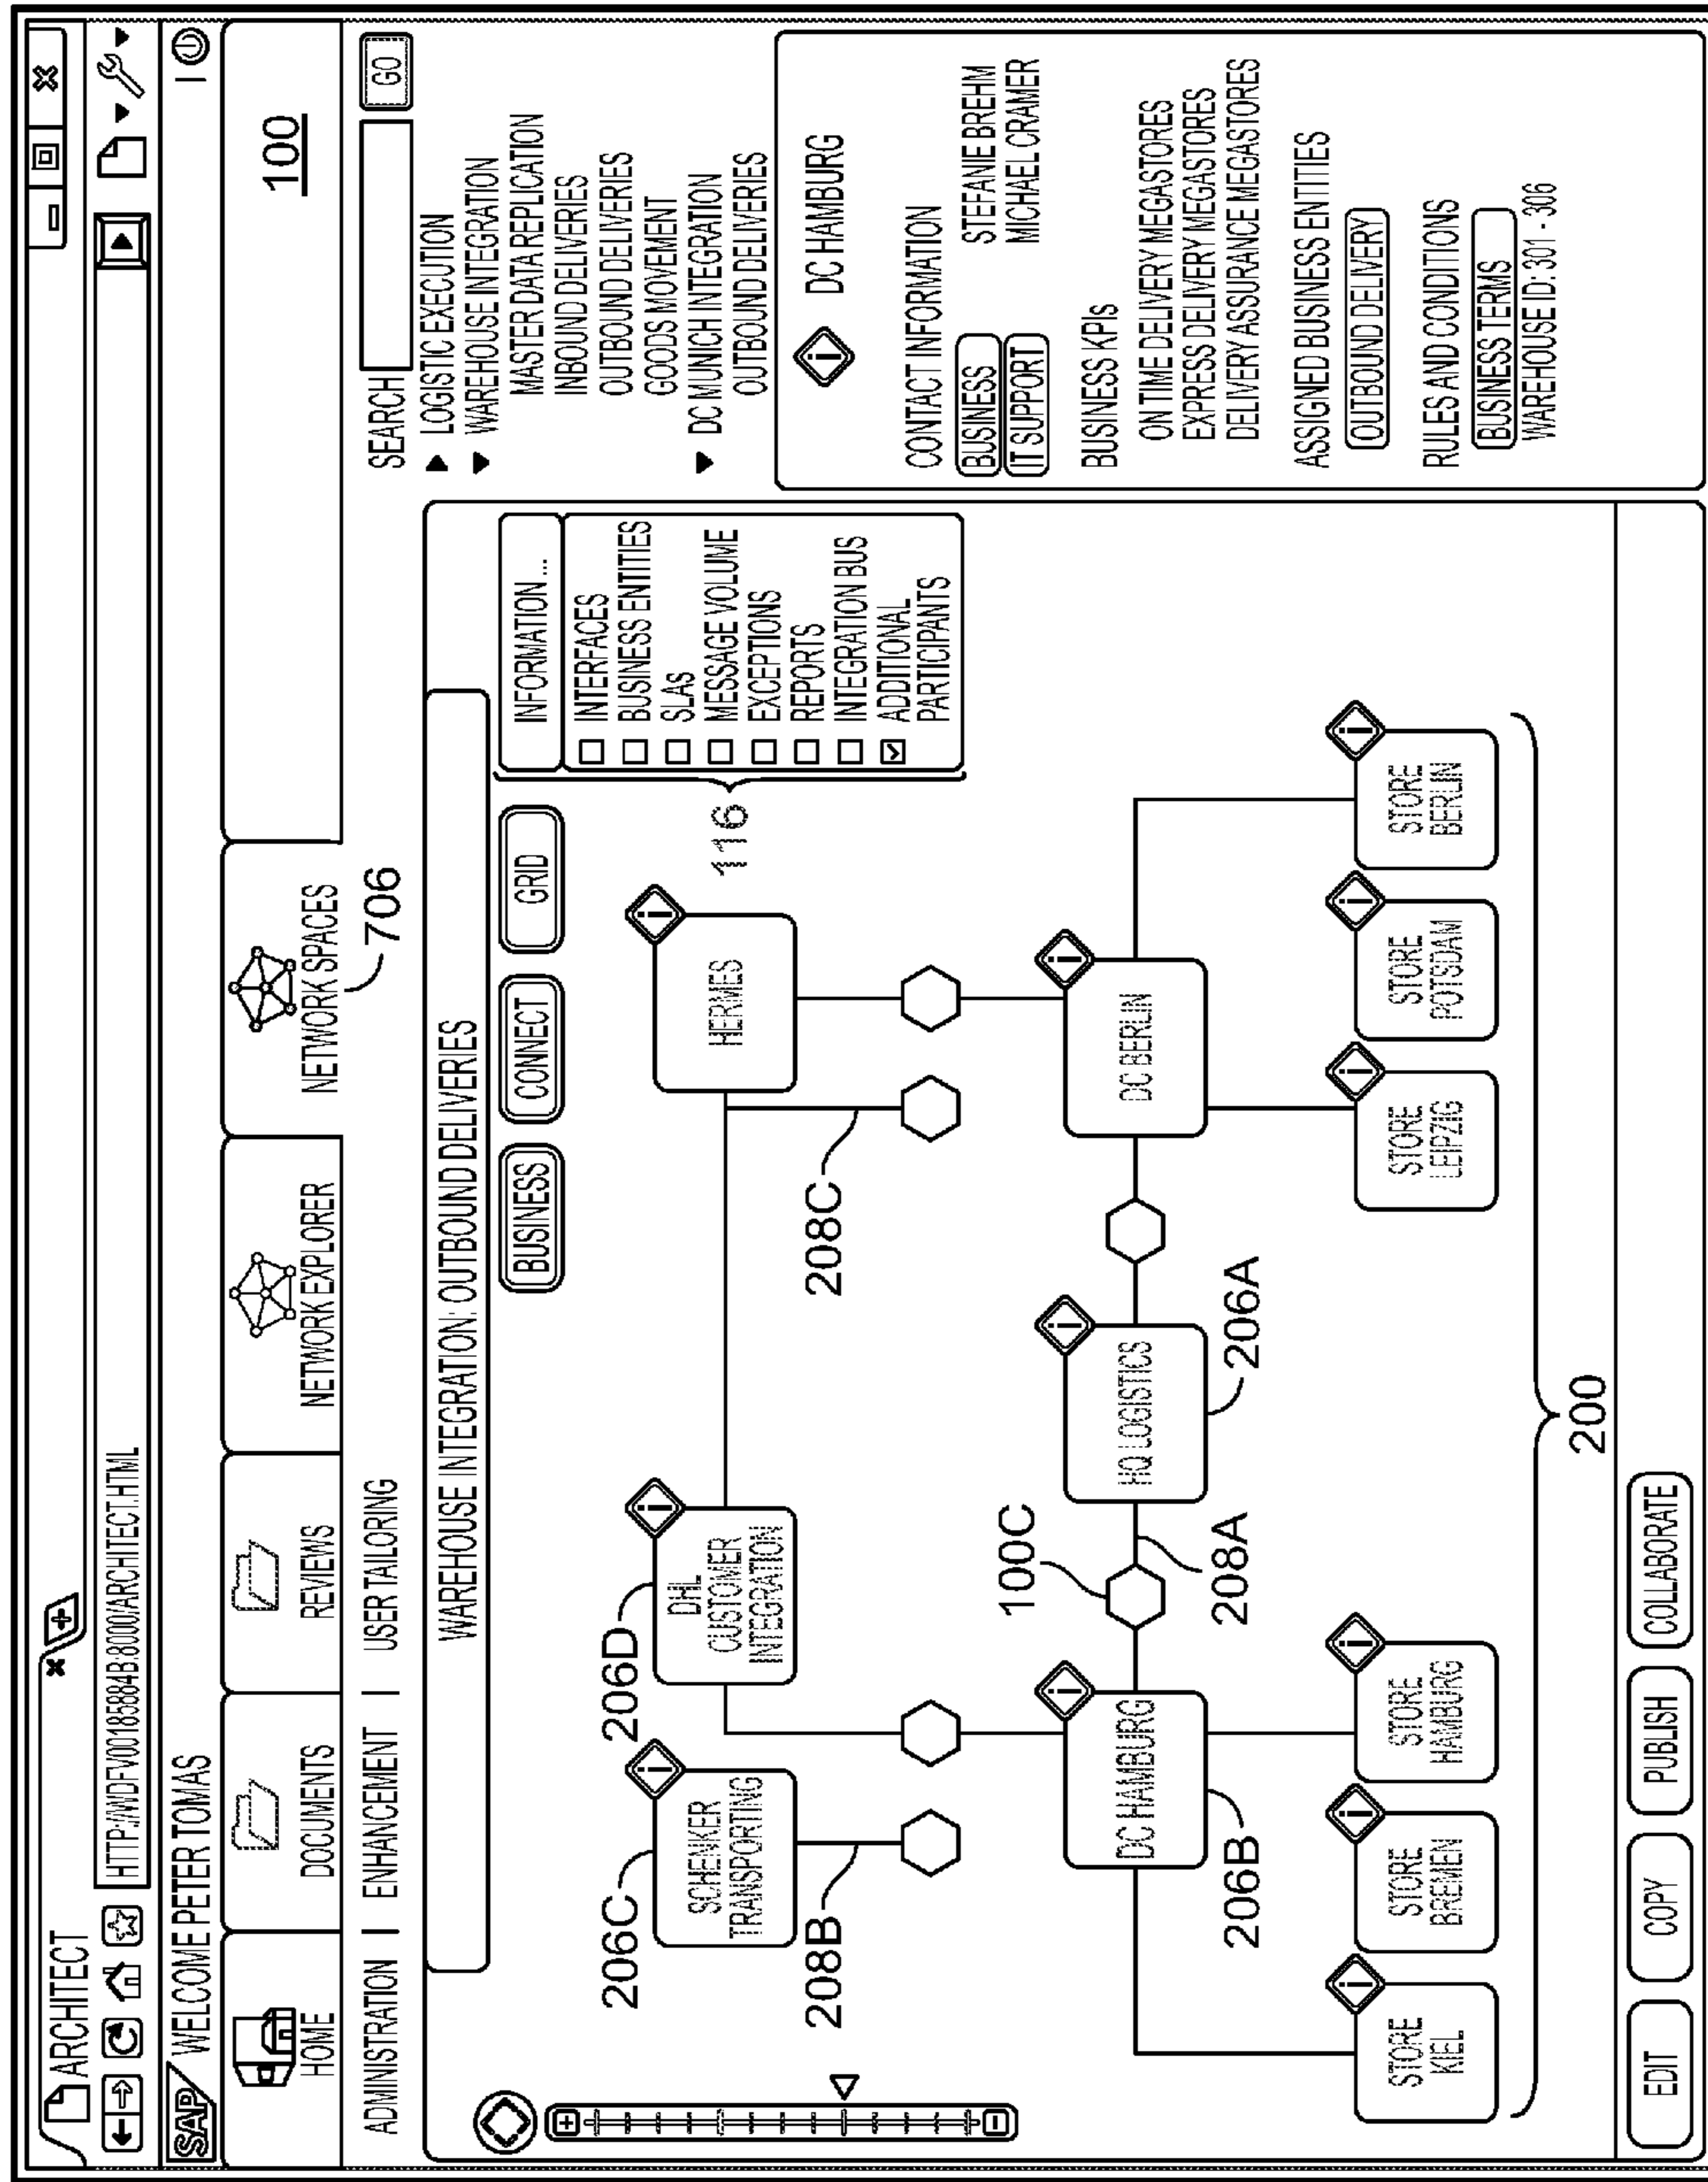 ARCHITECT
HTTP://WDFV00185884B:8000/ARCHITECT.HTML
SAP WELCOME PETER TOMAS
HOME
DOCUMENTS
REVIEWS
NETWORK EXPLORER
NETWORK SPACES
706
100
ADMINISTRATION | ENHANCEMENT | USER TAILORING
SEARCH
GO
LOGISTIC EXECUTION
WAREHOUSE INTEGRATION
MASTER DATA REPLICATION
INBOUND DELIVERIES
OUTBOUND DELIVERIES
GOODS MOVEMENT
DC MUNICH INTEGRATION
OUTBOUND DELIVERIES
WAREHOUSE INTEGRATION: OUTBOUND DELIVERIES
BUSINESS
CONNECT
GRID
INFORMATION ...
INTERFACES
BUSINESS ENTITIES
SLAS
MESSAGE VOLUME
EXCEPTIONS
REPORTS
INTEGRATION BUS
ADDITIONAL
PARTICIPANTS
116
206C
SCHENKER
TRANSPORTING
208B
206D
DHL
CUSTOMER
INTEGRATION
HERMES
208C
DC HAMBURG
206B
100C
208A
HQ LOGISTICS
206A
DC BERLIN
STORE
KIEL
STORE
BREMEN
STORE
HAMBURG
STORE
LEIPZIG
STORE
POTSDAM
STORE
BERLIN
200
DC HAMBURG
CONTACT INFORMATION
BUSINESS STEFANIE BREHM
IT SUPPORT MICHAEL CRAMER
BUSINESS KPIs
ON TIME DELIVERY MEGASTORES
EXPRESS DELIVERY MEGASTORES
DELIVERY ASSURANCE MEGASTORES
ASSIGNED BUSINESS ENTITIES
OUTBOUND DELIVERY
RULES AND CONDITIONS
BUSINESS TERMS
WAREHOUSE ID: 301 - 306
EDIT
COPY
PUBLISH
COLLABORATE